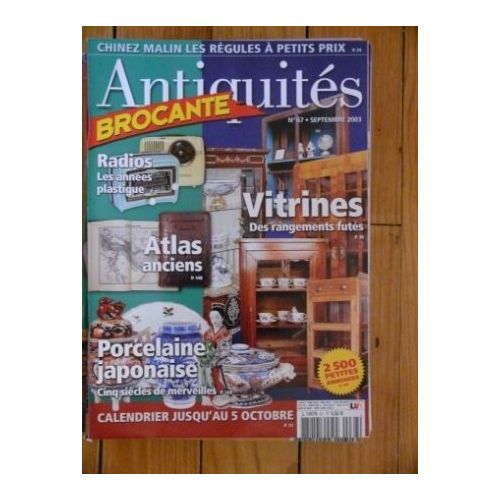 CHINEZ MALIN LES RÉGULES À PETITS PRIX
Antiquités
BROCANTE
N° 67 • SEPTEMBRE 2003
Radios
Les années
plastique
Vitrines
Des rangements futés
Atlas
anciens
Porcelaine
japonaise
Cinq siècles de merveilles
2 500
PETITES
ANNONCES
CALENDRIER JUSQU'AU 5 OCTOBRE